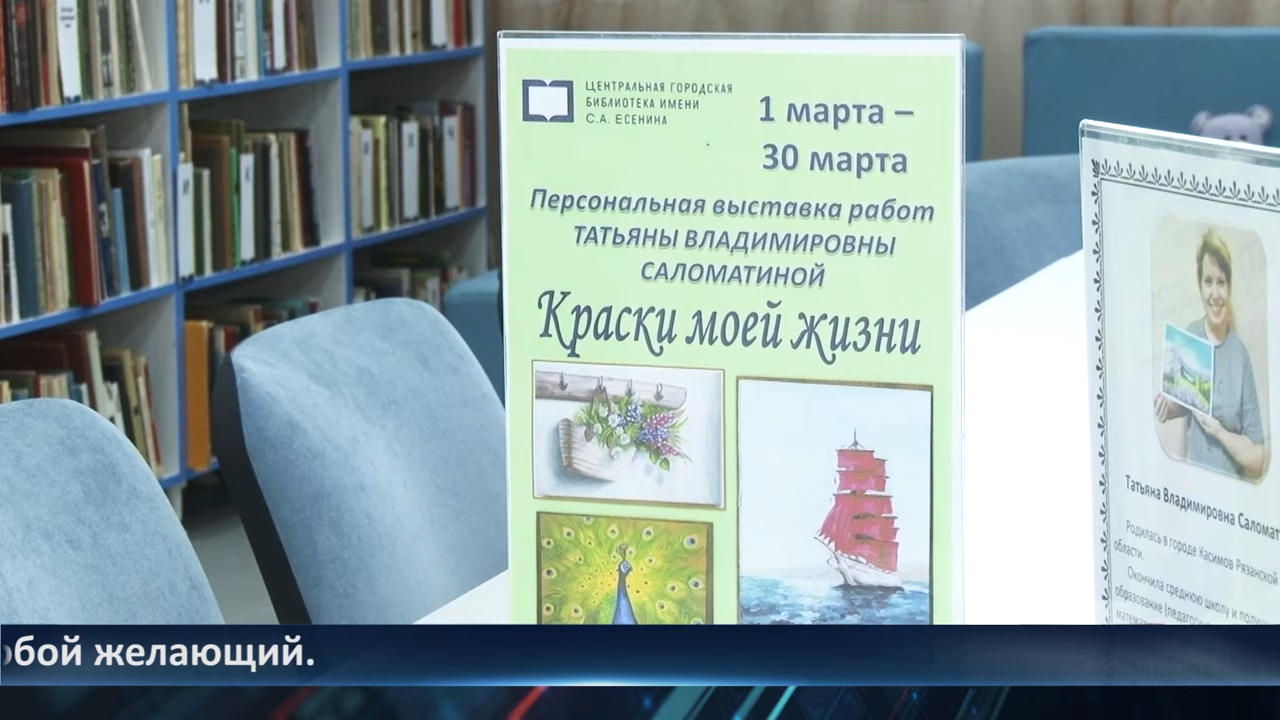 ЦЕНТРАЛЬНАЯ ГОРОДСКАЯ
БИБЛИОТЕКА ИМЕНИ
С.А. ЕСЕНИНА
1 марта –
30 марта
Персональная выставка работ
ТАТЬЯНЫ ВЛАДИМИРОВНЫ
САЛОМАТИНОЙ
Краски моей жизни
Татьяна Владимировна Саломат
Родилась в городе Касимов Рязанской
области.
Окончила среднюю школу и
образование
обой желающий.